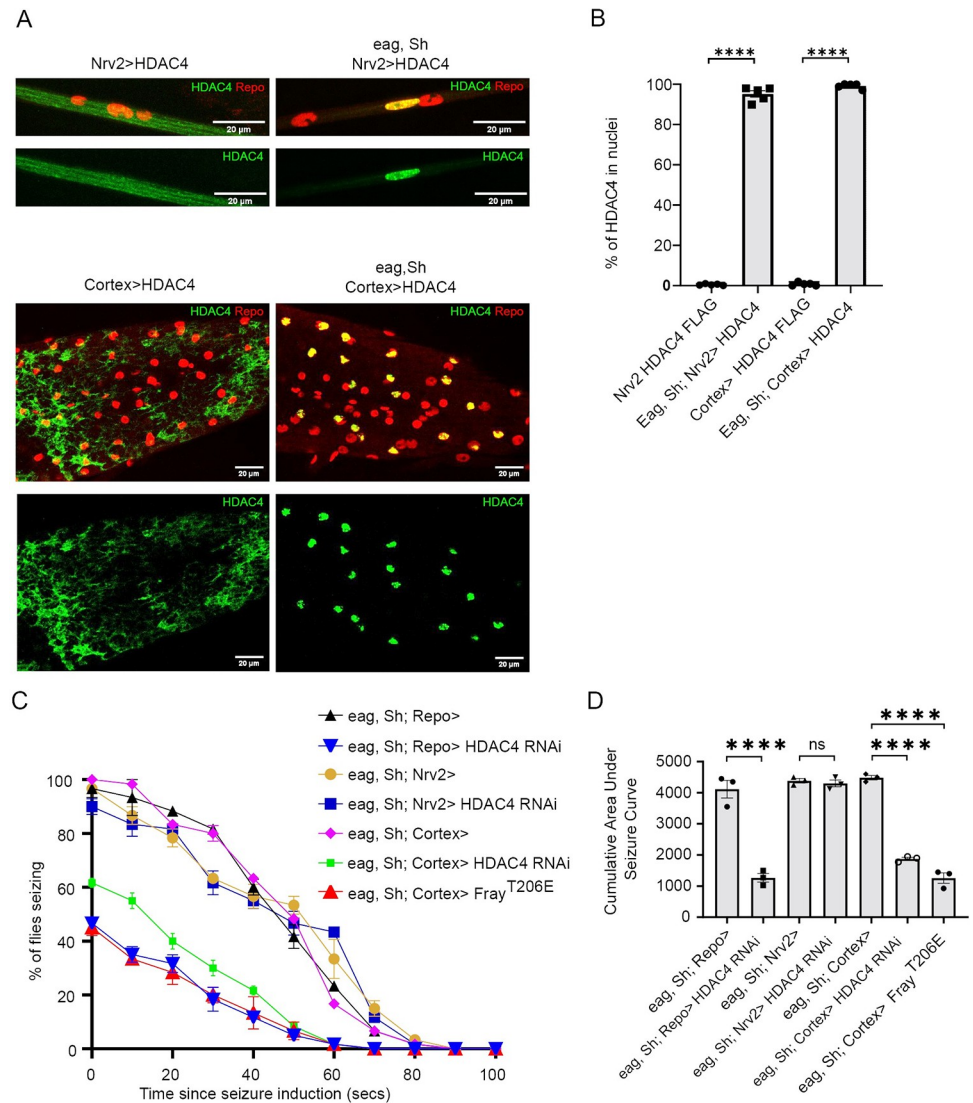 A
Nrv2>HDAC4
eag, Sh
Nrv2>HDAC4
HDAC4 Repo
20 µm
HDAC4 Repo
20 µm
HDAC4
20 µm
HDAC4
20 µm
Cortex>HDAC4
eag,Sh
Cortex>HDAC4
HDAC4 Repo
20 µm
HDAC4 Repo
20 µm
HDAC4
20 µm
HDAC4
20 µm
B
% of HDAC4 in nuclei
100
80
60
40
20
0
****
****
Nrv2 HDAC4 FLAG
Eag, Sh; Nrv2> HDAC4
Cortex> HDAC4 FLAG
Eag, Sh; Cortex> HDAC4
C
eag, Sh; Repo>
eag, Sh; Repo> HDAC4 RNAi
eag, Sh; Nrv2>
eag, Sh; Nrv2> HDAC4 RNAi
eag, Sh; Cortex>
eag, Sh; Cortex> HDAC4 RNAi
eag, Sh; Cortex> Fray T206E
% of flies seizing
100
80
60
40
20
0
0 20 40 60 80 100
Time since seizure induction (secs)
D
Cumulative Area Under
Seizure Curve
5000
4000
3000
2000
1000
0
****
ns
****
****
eag, Sh; Repo>
eag, Sh; Repo> HDAC4 RNAi
eag, Sh; Nrv2>
eag, Sh; Nrv2> HDAC4 RNAi
eag, Sh; Cortex>
eag, Sh; Cortex> HDAC4 RNAi
eag, Sh; Cortex> Fray T206E